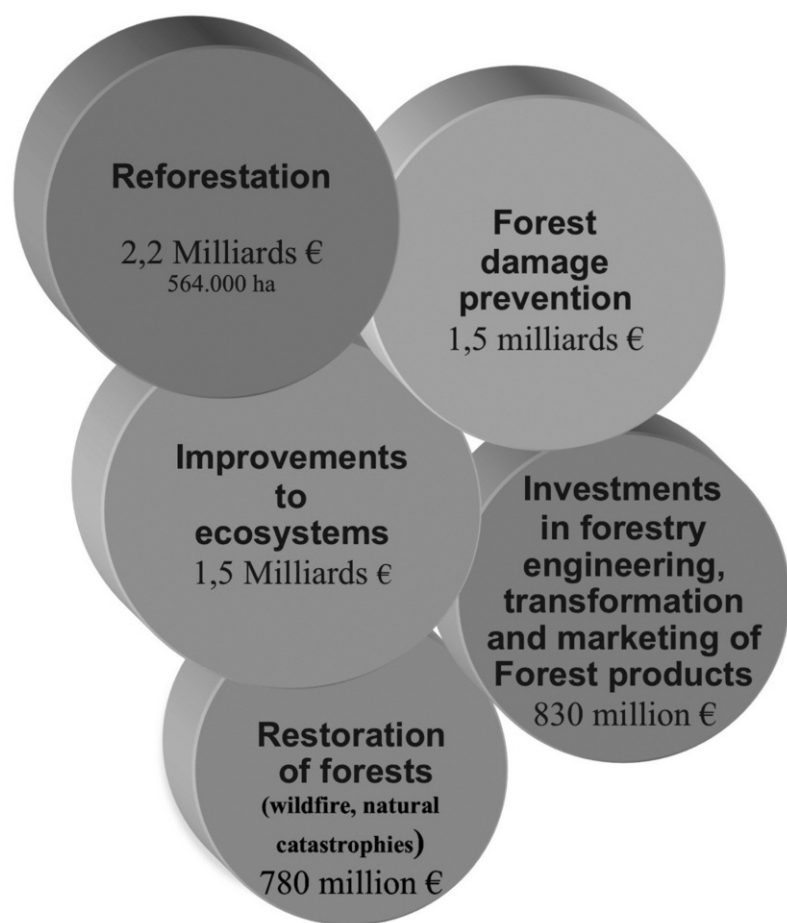 Reforestation
2,2 Milliards €
564.000 ha
Forest
damage
prevention
1,5 milliards €
Improvements
to
ecosystems
1,5 Milliards €
Investments
in forestry
engineering,
transformation
and marketing of
Forest products
830 million €
Restoration
of forests
(wildfire, natural
catastrophies)
780 million €